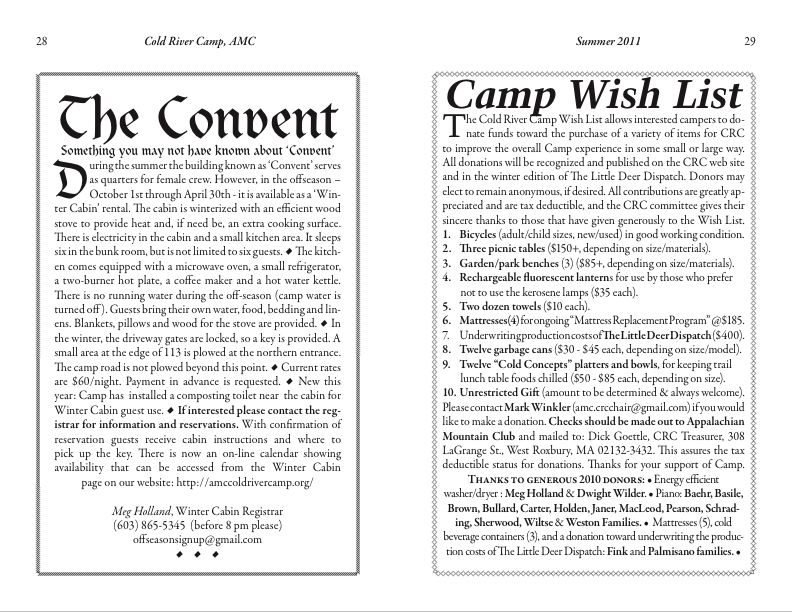 28
Cold River Camp, AMC
The Convent
Something you may not have known about 'Convent'
During the summer the building known as 'Convent' serves
as quarters for female crew. However, in the offseason –
October 1st through April 30th - it is available as a 'Win-
ter Cabin' rental. The cabin is winterized with an efficient wood
stove to provide heat and, if need be, an extra cooking surface.
There is electricity in the cabin and a small kitchen area. It sleeps
six in the bunk room, but is not limited to six guests. ◆ The kitch-
en comes equipped with a microwave oven, a small refrigerator,
a two-burner hot plate, a coffee maker and a hot water kettle.
There is no running water during the off-season (camp water is
turned off). Guests bring their own water, food, bedding and lin-
ens. Blankets, pillows and wood for the stove are provided. ◆ In
the winter, the driveway gates are locked, so a key is provided. A
small area at the edge of 113 is plowed at the northern entrance.
The camp road is not plowed beyond this point. ◆ Current rates
are $60/night. Payment in advance is requested. ◆ New this
year: Camp has installed a composting toilet near the cabin for
Winter Cabin guest use. ◆ If interested please contact the reg-
istrar for information and reservations. With confirmation of
reservation guests receive cabin instructions and where to
pick up the key. There is now an on-line calendar showing
availability that can be accessed from the Winter Cabin
page on our website: http://amccoldrivercamp.org/
Meg Holland, Winter Cabin Registrar
(603) 865-5345 (before 8 pm please)
offseasonsignup@gmail.com
◆ ◆ ◆
Summer 2011
29
Camp Wish List
The Cold River Camp Wish List allows interested campers to do-
nate funds toward the purchase of a variety of items for CRC
to improve the overall Camp experience in some small or large way.
All donations will be recognized and published on the CRC web site
and in the winter edition of The Little Deer Dispatch. Donors may
elect to remain anonymous, if desired. All contributions are greatly ap-
preciated and are tax deductible, and the CRC committee gives their
sincere thanks to those that have given generously to the Wish List.
1. Bicycles (adult/child sizes, new/used) in good working condition.
2. Three picnic tables ($150+, depending on size/materials).
3. Garden/park benches (3) ($85+, depending on size/materials).
4. Rechargeable fluorescent lanterns for use by those who prefer
not to use the kerosene lamps ($35 each).
5. Two dozen towels ($10 each).
6. Mattresses (4) for ongoing "Mattress Replacement Program" @ $185.
7. Underwriting production costs of The Little Deer Dispatch ($400).
8. Twelve garbage cans ($30 - $45 each, depending on size/model).
9. Twelve "Cold Concepts" platters and bowls, for keeping trail
lunch table foods chilled ($50 - $85 each, depending on size).
10. Unrestricted Gift (amount to be determined & always welcome).
Please contact Mark Winkler (amc.crcchair@gmail.com) if you would
like to make a donation. Checks should be made out to Appalachian
Mountain Club and mailed to: Dick Goettle, CRC Treasurer, 308
LaGrange St., West Roxbury, MA 02132-3432. This assures the tax
deductible status for donations. Thanks for your support of Camp.
Thanks to generous 2010 donors: • Energy efficient
washer/dryer : Meg Holland & Dwight Wilder. • Piano: Baehr, Basile,
Brown, Bullard, Carter, Holden, Janer, MacLeod, Pearson, Schrad-
ing, Sherwood, Wiltse & Weston Families. • Mattresses (5), cold
beverage containers (3), and a donation toward underwriting the produc-
tion costs of The Little Deer Dispatch: Fink and Palmisano families. •